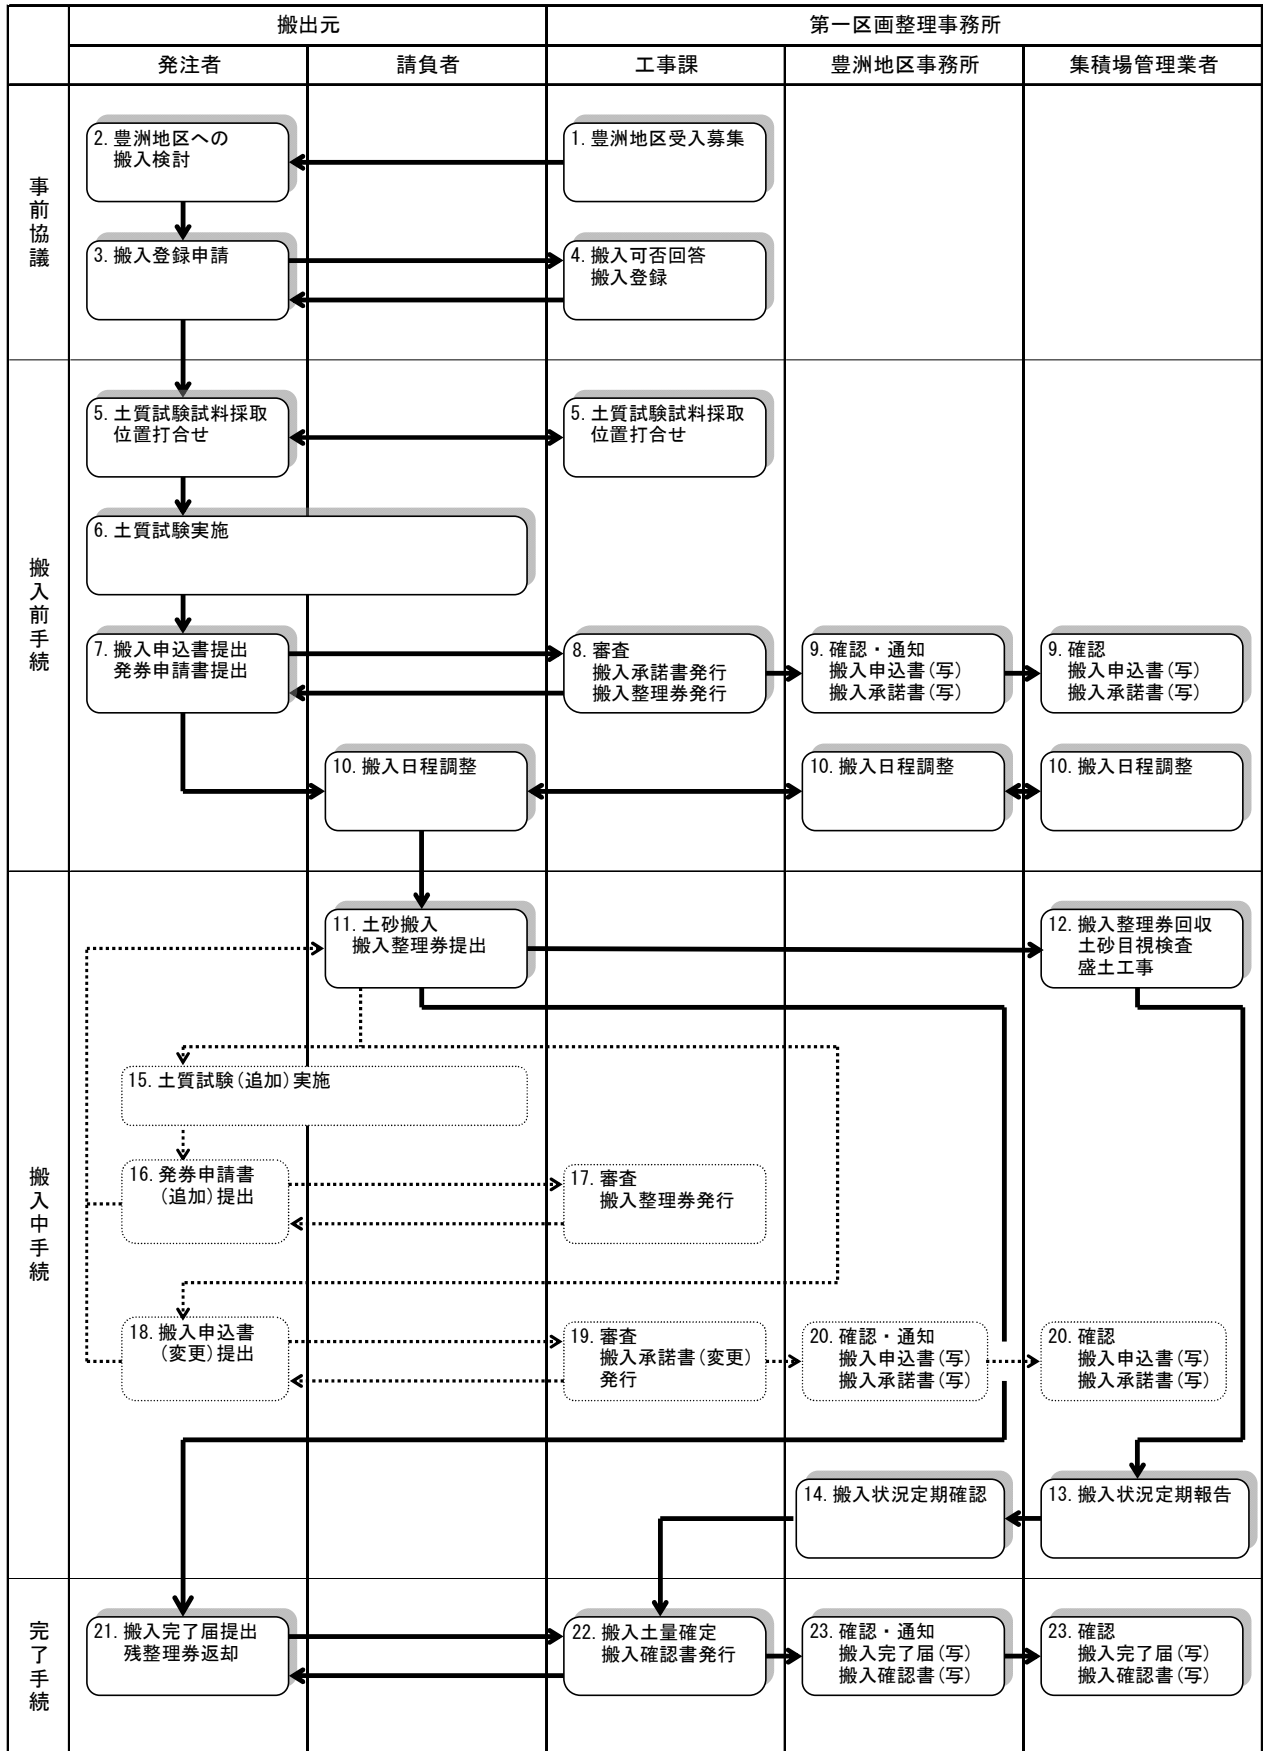 搬出元
第一区画整理事務所
発注者
請負者
工事課
豊洲地区事務所
集積場管理業者
事前協議
2. 豊洲地区への
搬入検討
1. 豊洲地区受入募集
3. 搬入登録申請
4. 搬入可否回答
搬入登録
搬入前手続
5. 土質試験試料採取
位置打合せ
5. 土質試験試料採取
位置打合せ
6. 土質試験実施
7. 搬入申込書提出
発券申請書提出
8. 審査
搬入承諾書発行
搬入整理券発行
9. 確認・通知
搬入申込書(写)
搬入承諾書(写)
9. 確認
搬入申込書(写)
搬入承諾書(写)
10. 搬入日程調整
10. 搬入日程調整
10. 搬入日程調整
搬入中手続
11. 土砂搬入
搬入整理券提出
12. 搬入整理券回収
土砂目視検査
盛土工事
15. 土質試験(追加)実施
16. 発券申請書
(追加)提出
17. 審査
搬入整理券発行
18. 搬入申込書
(変更)提出
19. 審査
搬入承諾書(変更)
発行
20. 確認・通知
搬入申込書(写)
搬入承諾書(写)
20. 確認
搬入申込書(写)
搬入承諾書(写)
14. 搬入状況定期確認
13. 搬入状況定期報告
完了手続
21. 搬入完了届提出
残整理券返却
22. 搬入土量確定
搬入確認書発行
23. 確認・通知
搬入完了届(写)
搬入確認書(写)
23. 確認
搬入完了届(写)
搬入確認書(写)